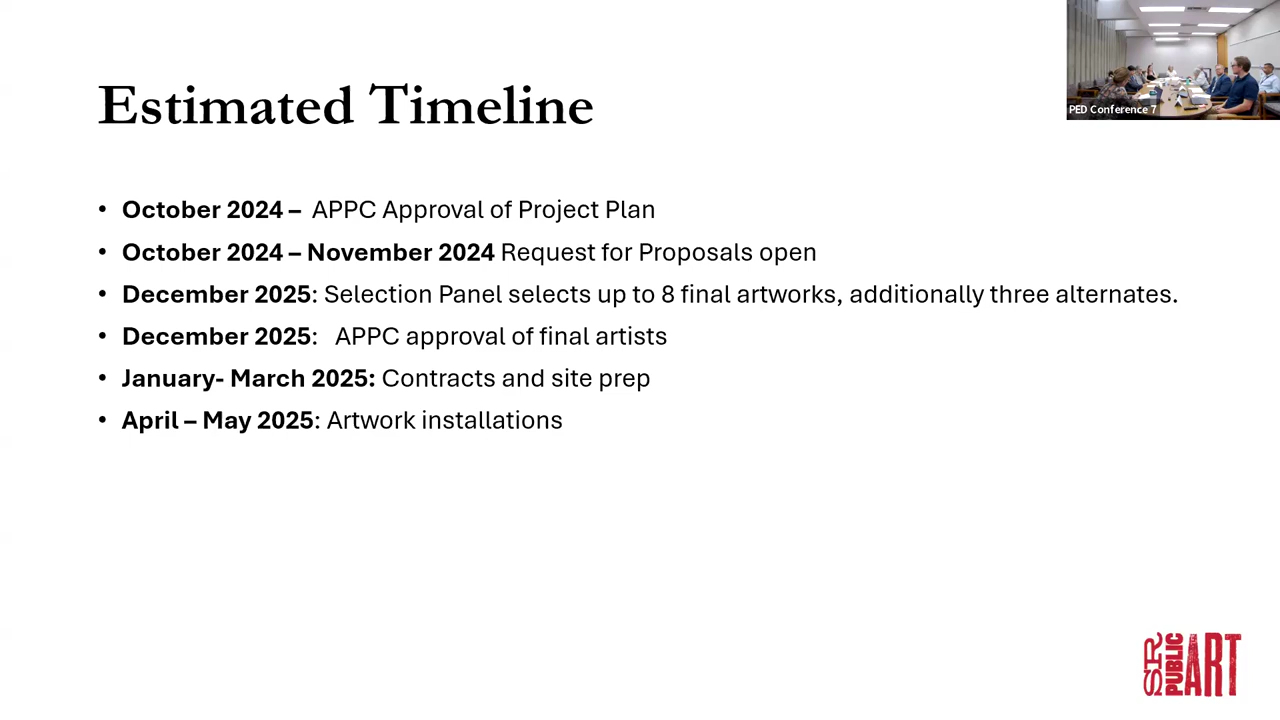 PED Conference 7
Estimated Timeline
• October 2024 – APPC Approval of Project Plan
• October 2024 – November 2024 Request for Proposals open
• December 2025: Selection Panel selects up to 8 final artworks, additionally three alternates.
• December 2025: APPC approval of final artists
• January- March 2025: Contracts and site prep
• April – May 2025: Artwork installations
SR
PUBLIC
ART